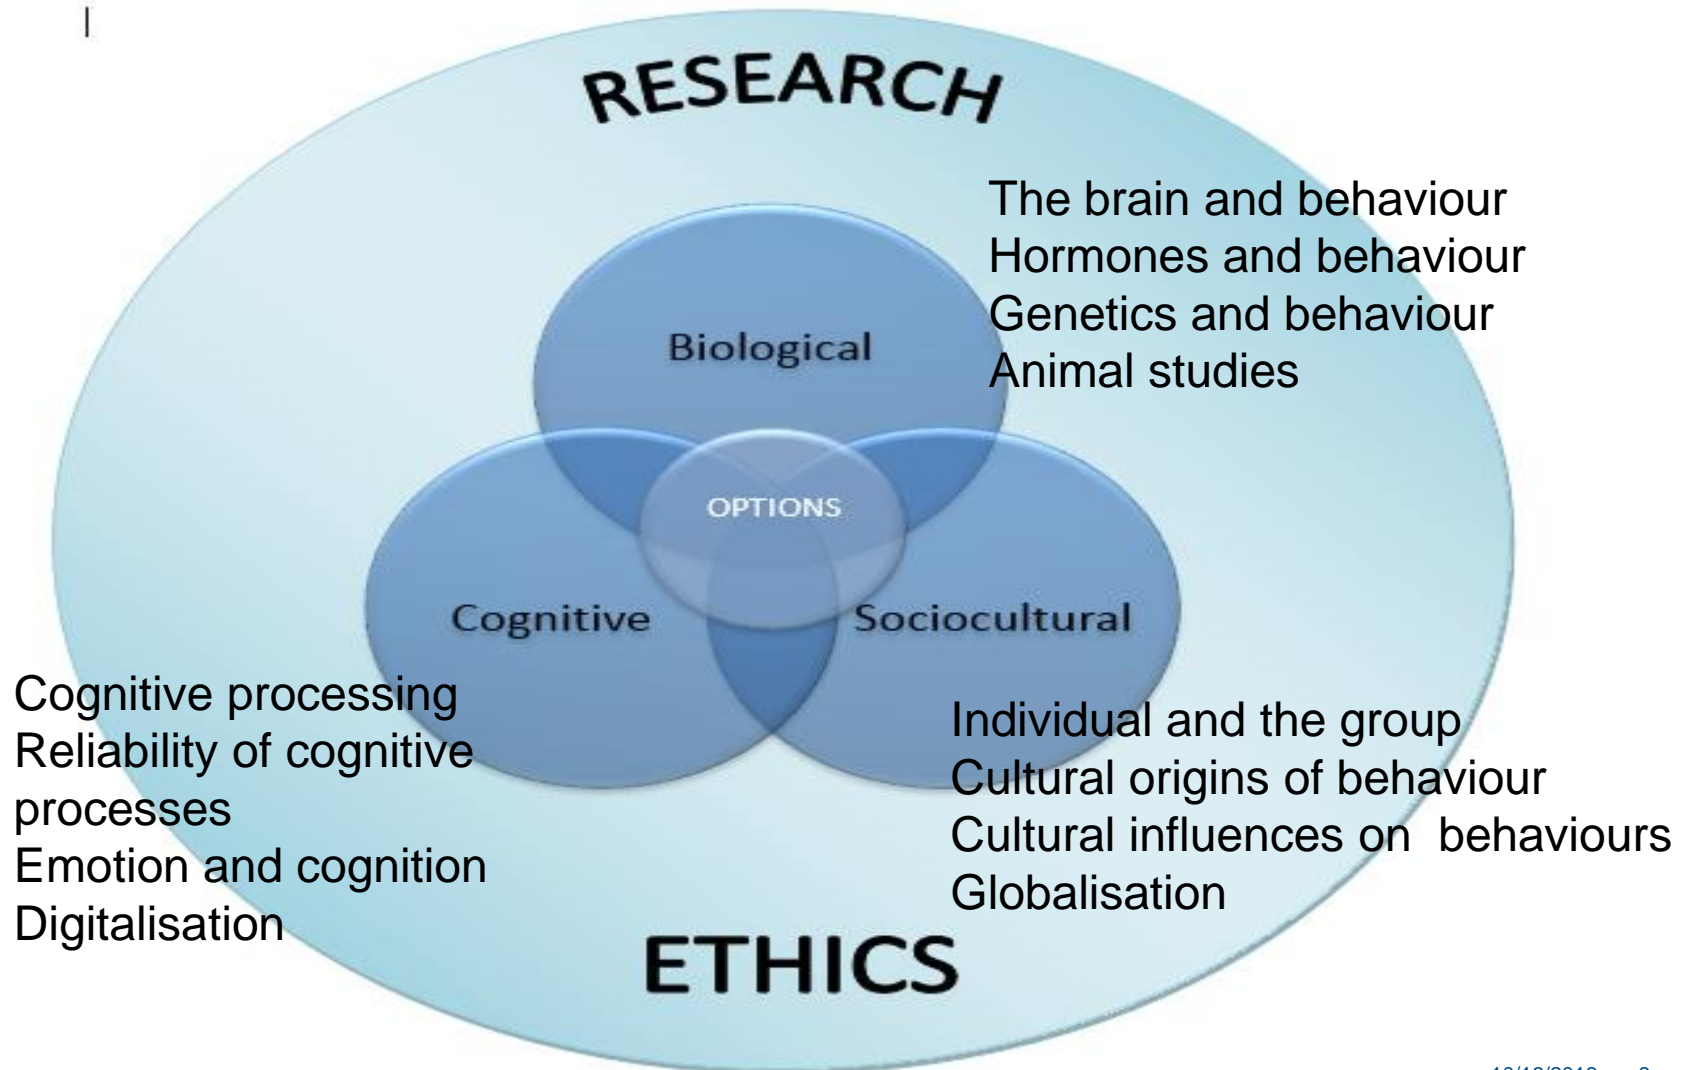 RESEARCH
The brain and behaviour
Hormones and behaviour
Genetics and behaviour
Animal studies
Biological
OPTIONS
Cognitive
Sociocultural
Cognitive processing
Reliability of cognitive
processes
Emotion and cognition
Digitalisation
Individual and the group
Cultural origins of behaviour
Cultural influences on  behaviours
Globalisation
ETHICS